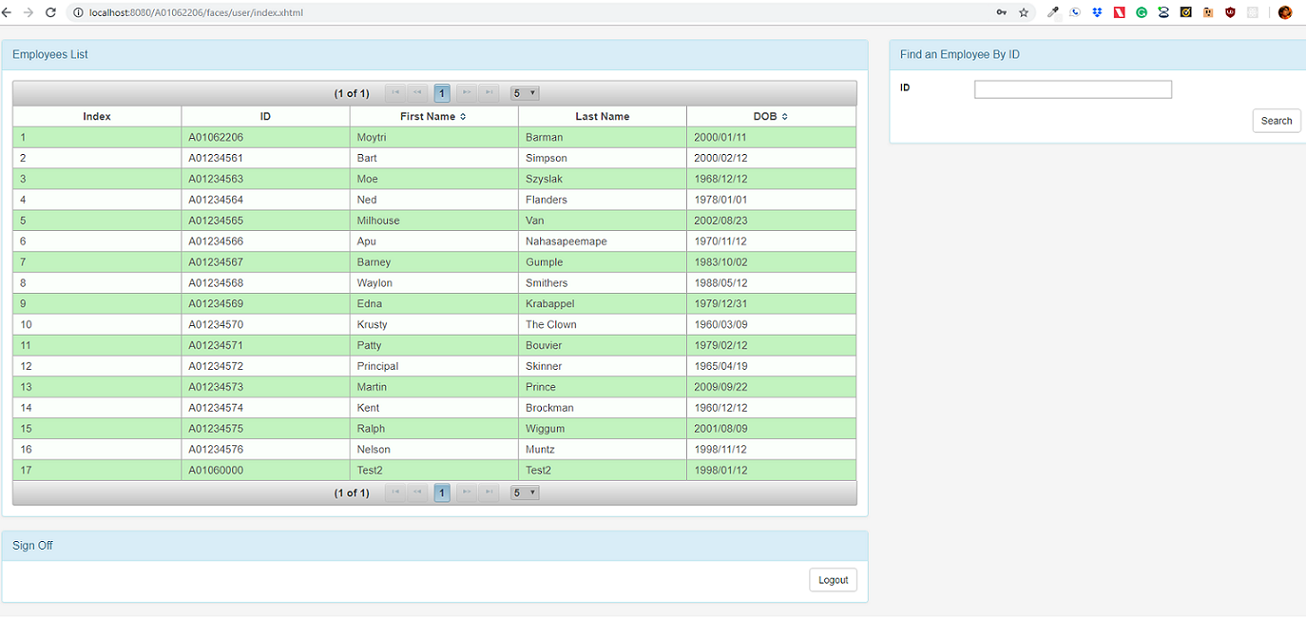 localhost:8080/A01062206/faces/user/index.xhtml
Employees List
(1 of 1) 1 5
Index ID First Name Last Name DOB
1 A01062206 Moytri Barman 2000/01/11
2 A01234561 Bart Simpson 2000/02/12
3 A01234563 Moe Szyslak 1968/12/12
4 A01234564 Ned Flanders 1978/01/01
5 A01234565 Milhouse Van 2002/08/23
6 A01234566 Apu Nahasapeemape 1970/11/12
7 A01234567 Barney Gumple 1983/10/02
8 A01234568 Waylon Smithers 1988/05/12
9 A01234569 Edna Krabappel 1979/12/31
10 A01234570 Krusty The Clown 1960/03/09
11 A01234571 Patty Bouvier 1979/02/12
12 A01234572 Principal Skinner 1965/04/19
13 A01234573 Martin Prince 2009/09/22
14 A01234574 Kent Brockman 1960/12/12
15 A01234575 Ralph Wiggum 2001/08/09
16 A01234576 Nelson Muntz 1998/11/12
17 A01060000 Test2 Test2 1998/01/12
(1 of 1) 1 5
Sign Off
Logout
Find an Employee By ID
ID
Search